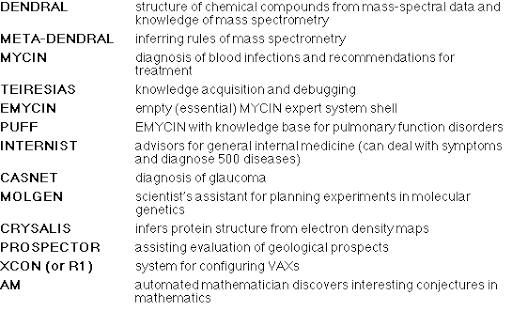 DENDRAL structure of chemical compounds from mass-spectral data and
knowledge of mass spectrometry
META-DENDRAL inferring rules of mass spectrometry
MYCIN diagnosis of blood infections and recommendations for
treatment
TEIRESIAS knowledge acquisition and debugging
EMYCIN empty (essential) MYCIN expert system shell
PUFF EMYCIN with knowledge base for pulmonary function disorders
INTERNIST advisors for general internal medicine (can deal with symptoms
and diagnose 500 diseases)
CASNET diagnosis of glaucoma
MOLGEN scientist's assistant for planning experiments in molecular
genetics
CRYSALIS infers protein structure from electron density maps
PROSPECTOR assisting evaluation of geological prospects
XCON (or R1) system for configuring VAXs
AM automated mathematician discovers interesting conjectures in
mathematics